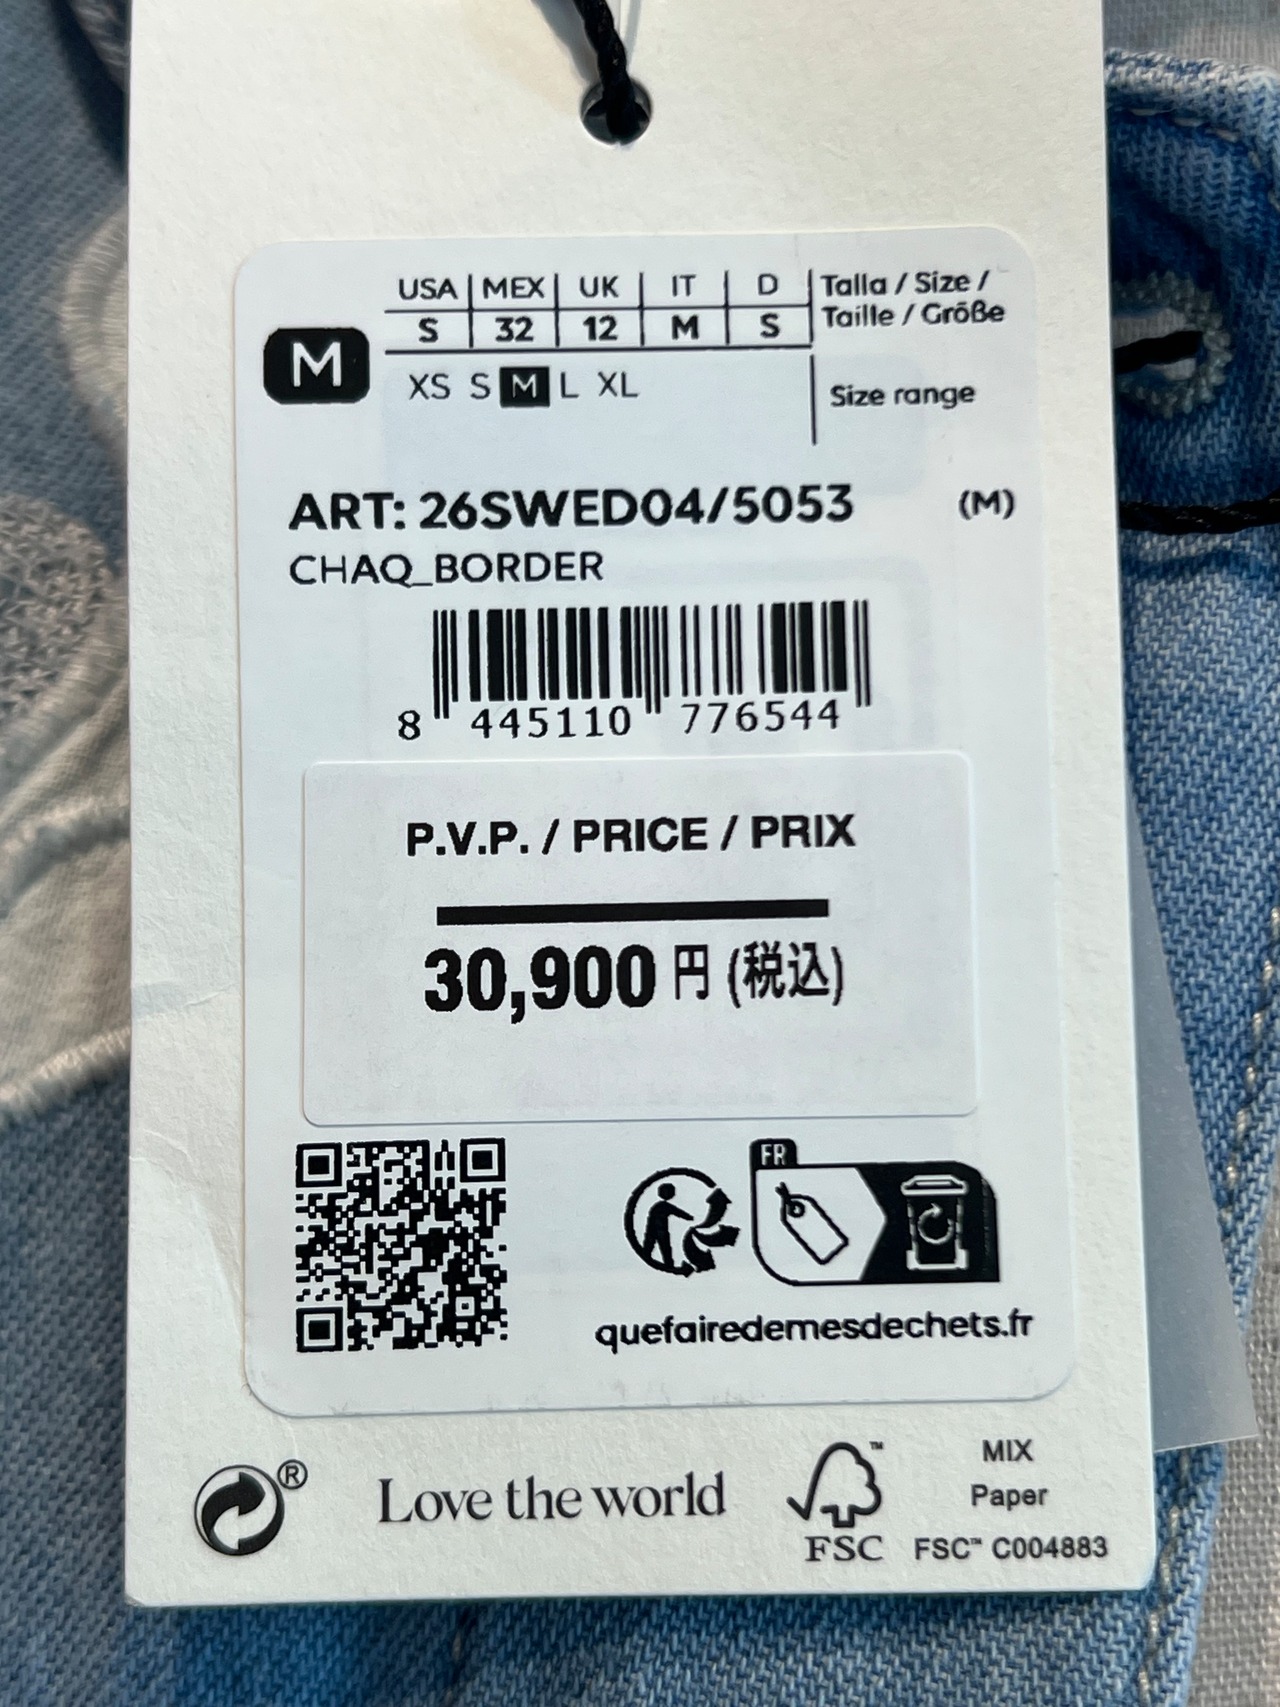 USA MEX UK IT D Talla / Size /
Taille / Größe
S 32 12 M S
M
XS S M L XL Size range
ART: 26SWED04/5053 (M)
CHAQ_BORDER
8 445110 776544
P.V.P. / PRICE / PRIX
30,900円(税込)
FR
quefairedemesdechets.fr
® Love the world FSC™ MIX
Paper
FSC™ C004883